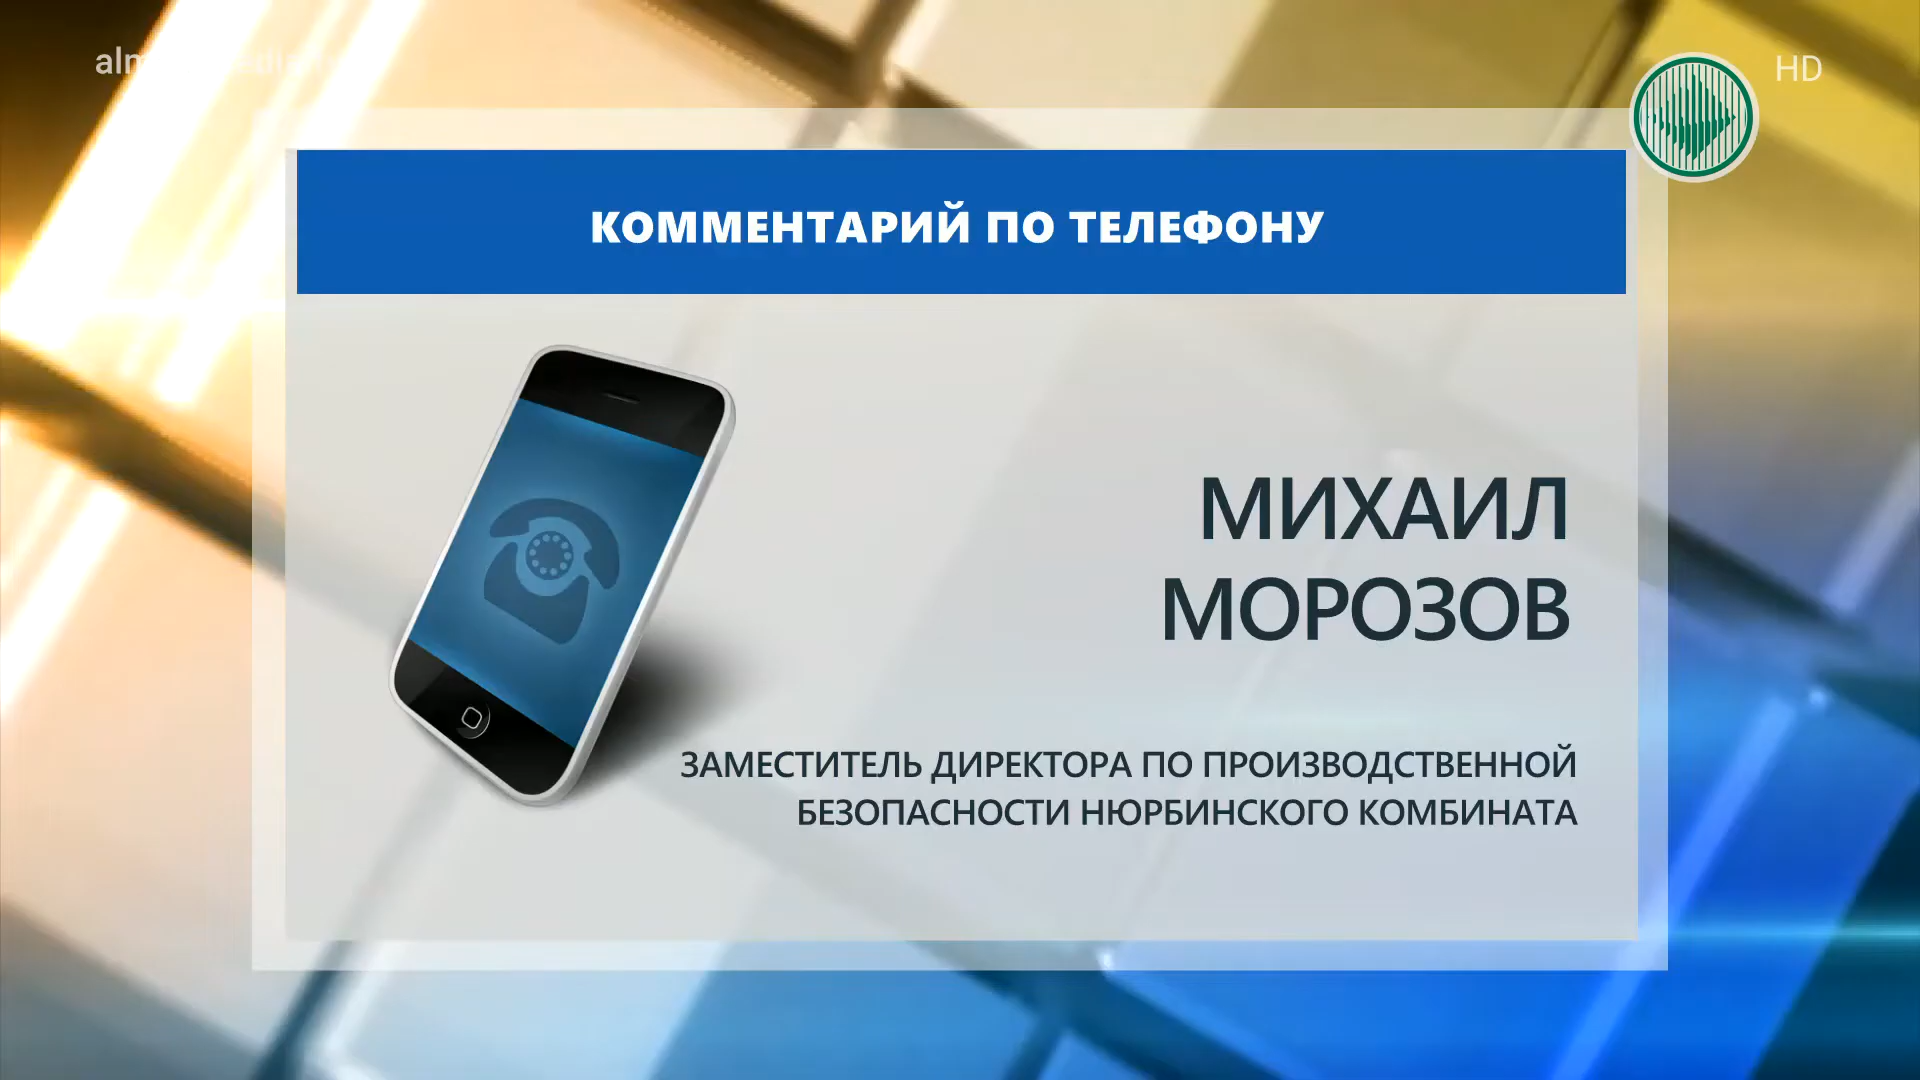 HD
КОММЕНТАРИЙ ПО ТЕЛЕФОНУ
МИХАИЛ
МОРОЗОВ
ЗАМЕСТИТЕЛЬ ДИРЕКТОРА ПО ПРОИЗВОДСТВЕННОЙ
БЕЗОПАСНОСТИ НЮРБИНСКОГО КОМБИНАТА